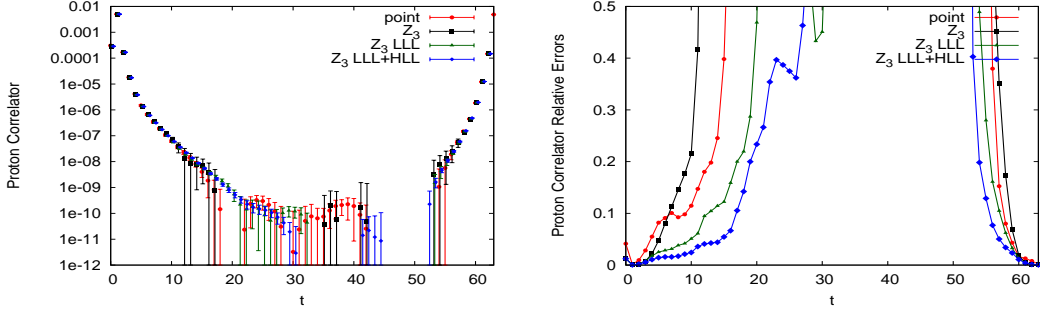 0.01
0.001
0.0001
1e-05
1e-06
1e-07
1e-08
1e-09
1e-10
1e-11
1e-12
Proton Correlator
0 10 20 30 40 50 60
t
point
Z3
Z3 LLL
Z3 LLL+HLL
0.5
0.4
0.3
0.2
0.1
0
Proton Correlator Relative Errors
0 10 20 30 40 50 60
t
point
Z3
Z3 LLL
Z3 LLL+HLL